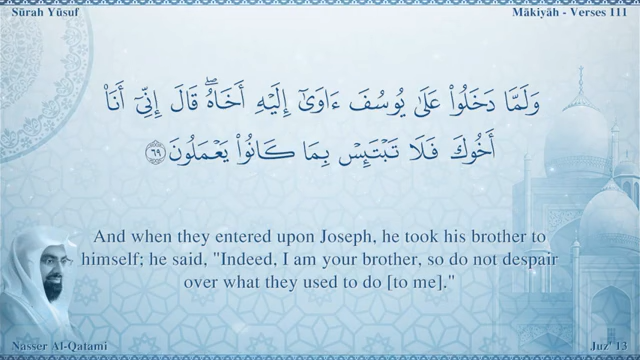 Sūrah Yūsuf
Mākiyāh - Verses 111
وَلَمَّا دَخَلُوا۟ عَلَىٰ يُوسُفَ ءَاوَىٰٓ إِلَيْهِ أَخَاهُ ۖ قَالَ إِنِّىٓ أَنَا۠
أَخُوكَ فَلَا تَبْتَئِسْ بِمَا كَانُوا۟ يَعْمَلُونَ ٦٩
And when they entered upon Joseph, he took his brother to
himself; he said, "Indeed, I am your brother, so do not despair
over what they used to do [to me]."
Nasser Al-Qatami
Juz' 13